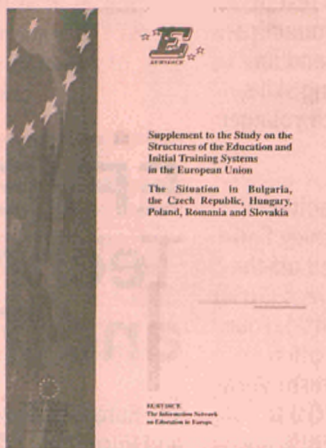 EURYDICE
Supplement to the Study on the
Structures of the Education and
Initial Training Systems
in the European Union
The Situation in Bulgaria,
the Czech Republic, Hungary,
Poland, Romania and Slovakia
EURYDICE
The Information Network
on Education in Europe